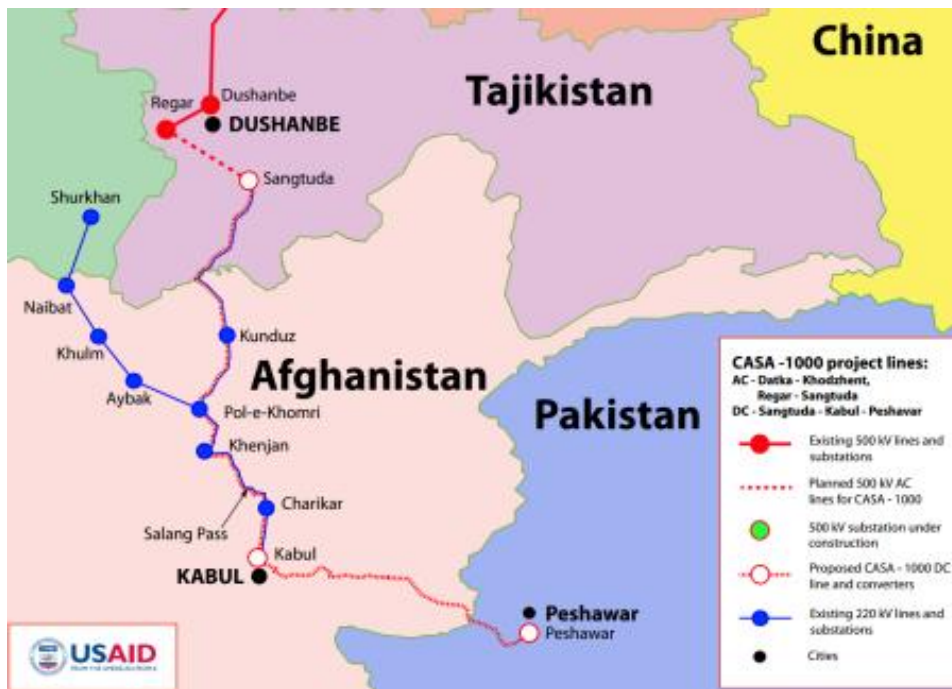 China
Tajikistan
Regar
Dushanbe
DUSHANBE
Sangtuda
Shurkhan
Naibat
Kunduz
Khulm
Afghanistan
Aybak
Pol-e-Khomri
Pakistan
Khenjan
Charikar
Salang Pass
Kabul
KABUL
Peshawar
Peshawar
CASA -1000 project lines:
AC - Datka - Khodzhent,
Regar - Sangtuda
DC - Sangtuda - Kabul - Peshavar
Existing 500 kV lines and
substations
Planned 500 kV AC
lines for CASA - 1000
500 kV substation under
construction
Proposed CASA - 1000 DC
line and converters
Existing 220 kV lines and
substations
Cities
USAID